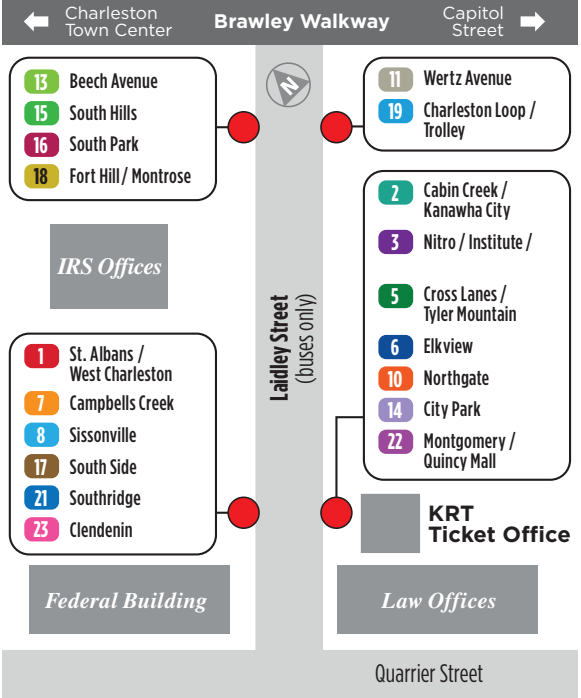 Charleston
Town Center
Brawley Walkway
Capitol
Street
N
13 Beech Avenue
15 South Hills
16 South Park
18 Fort Hill / Montrose
11 Wertz Avenue
19 Charleston Loop /
Trolley
2 Cabin Creek /
Kanawha City
3 Nitro / Institute /
5 Cross Lanes /
Tyler Mountain
6 Elkview
10 Northgate
14 City Park
22 Montgomery /
Quincy Mall
IRS Offices
Laidley Street
(buses only)
1 St. Albans /
West Charleston
7 Campbells Creek
8 Sissonville
17 South Side
21 Southridge
23 Clendenin
KRT
Ticket Office
Federal Building
Law Offices
Quarrier Street